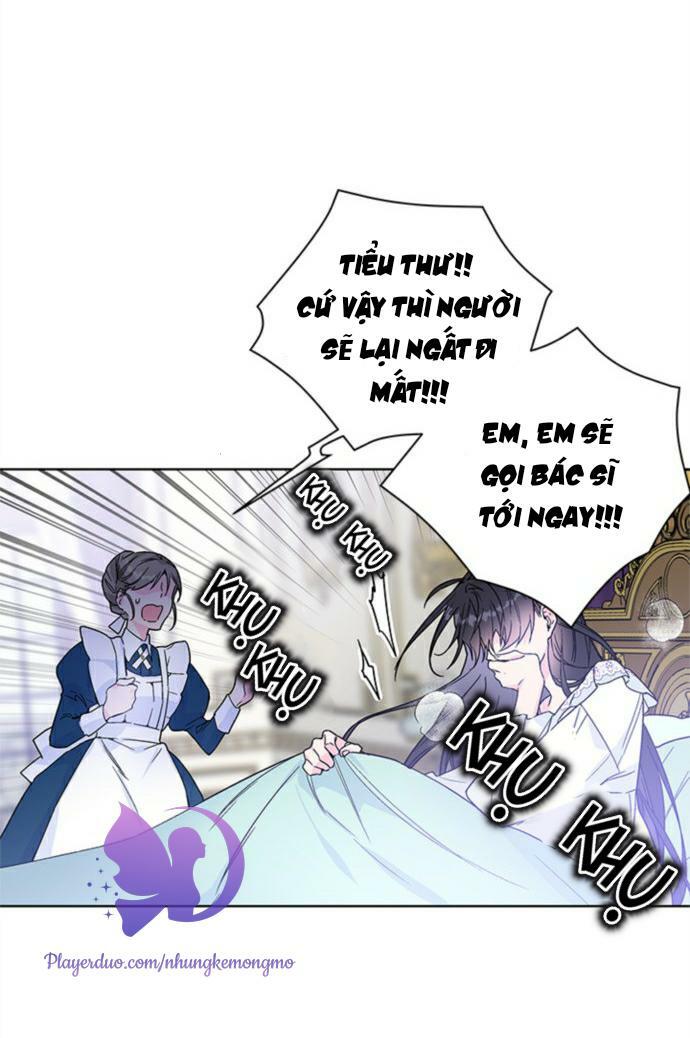 TIỂU THƯ!!
CỨ VẬY THÌ NGƯỜI
SẼ LẠI NGẤT ĐI
MẤT!!!
EM, EM SẼ
GỌI BÁC SĨ
TỚI NGAY!!!
KHỤ KHỤ
KHỤ KHỤ
KHỤ KHỤ
Playerduo.com/nhungkemongmo